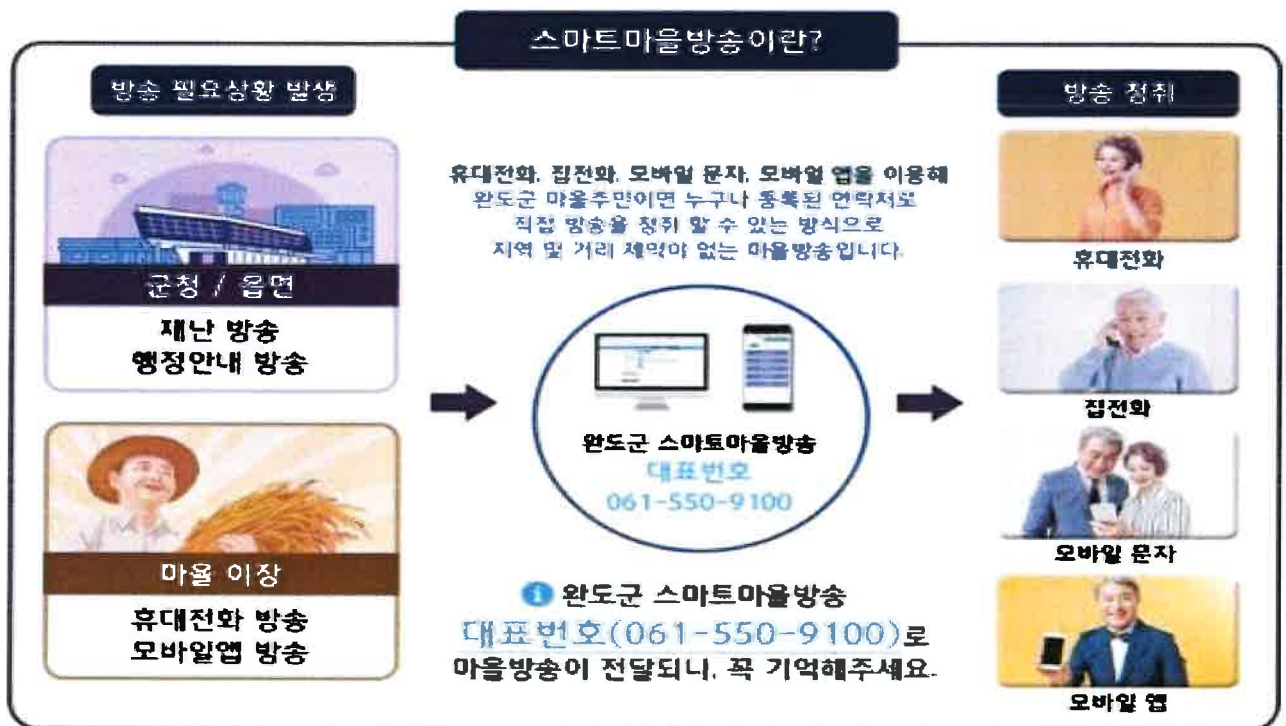 스마트마을방송이란?
방송 필요상황 발생
군청 / 읍면
재난 방송
행정안내 방송
마을 이장
휴대전화 방송
모바일앱 방송
휴대전화, 집전화, 모바일 문자, 모바일 앱을 이용해
완도군 마을주민이면 누구나 등록된 연락처로
직접 방송을 청취 할 수 있는 방식으로
지역 및 거리 제약이 없는 마을방송입니다.
완도군 스마트마을방송
대표번호
061-550-9100
완도군 스마트마을방송
대표번호(061-550-9100)로
마을방송이 전달되니, 꼭 기억해주세요.
방송 청취
휴대전화
집전화
모바일 문자
모바일 앱